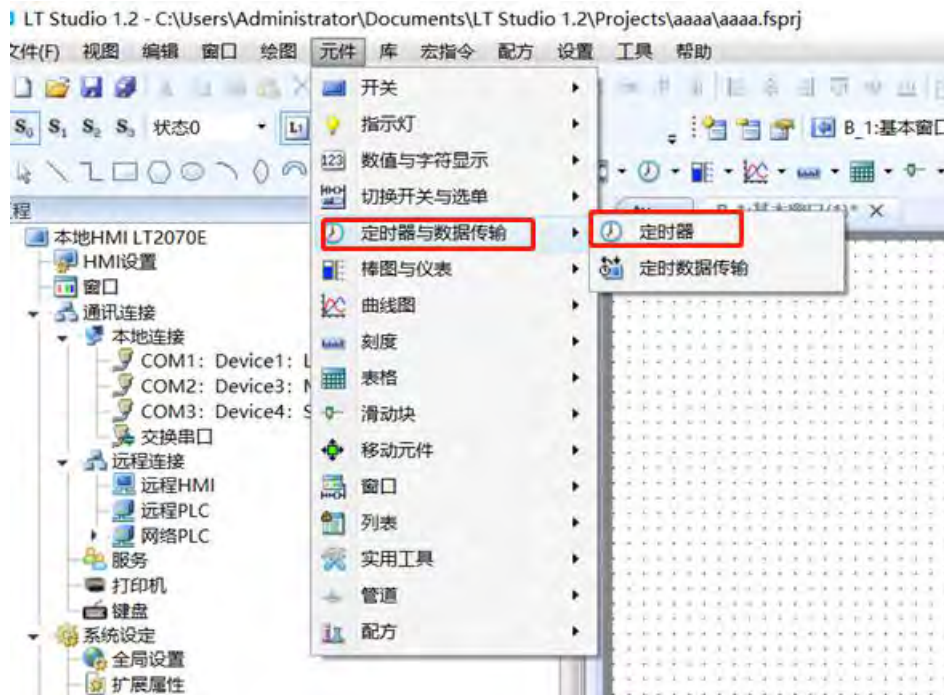 LT Studio 1.2 - C:\Users\Administrator\Documents\LT Studio 1.2\Projects\aaaa\aaaa.fsprj
文件(F) 视图 编辑 窗口 绘图 元件 库 宏指令 配方 设置 工具 帮助
S0 S1 S2 S3 状态0
B_1:基本窗口
程
本地HMI LT2070E
HMI设置
窗口
通讯连接
本地连接
COM1: Device1: L
COM2: Device3: M
COM3: Device4: S
交换串口
远程连接
远程HMI
远程PLC
网络PLC
服务
打印机
键盘
系统设定
全局设置
扩展属性
开关
指示灯
123 数值与字符显示
切换开关与选单
定时器与数据传输
棒图与仪表
曲线图
刻度
表格
滑动块
移动元件
窗口
列表
实用工具
管道
配方
定时器
定时数据传输